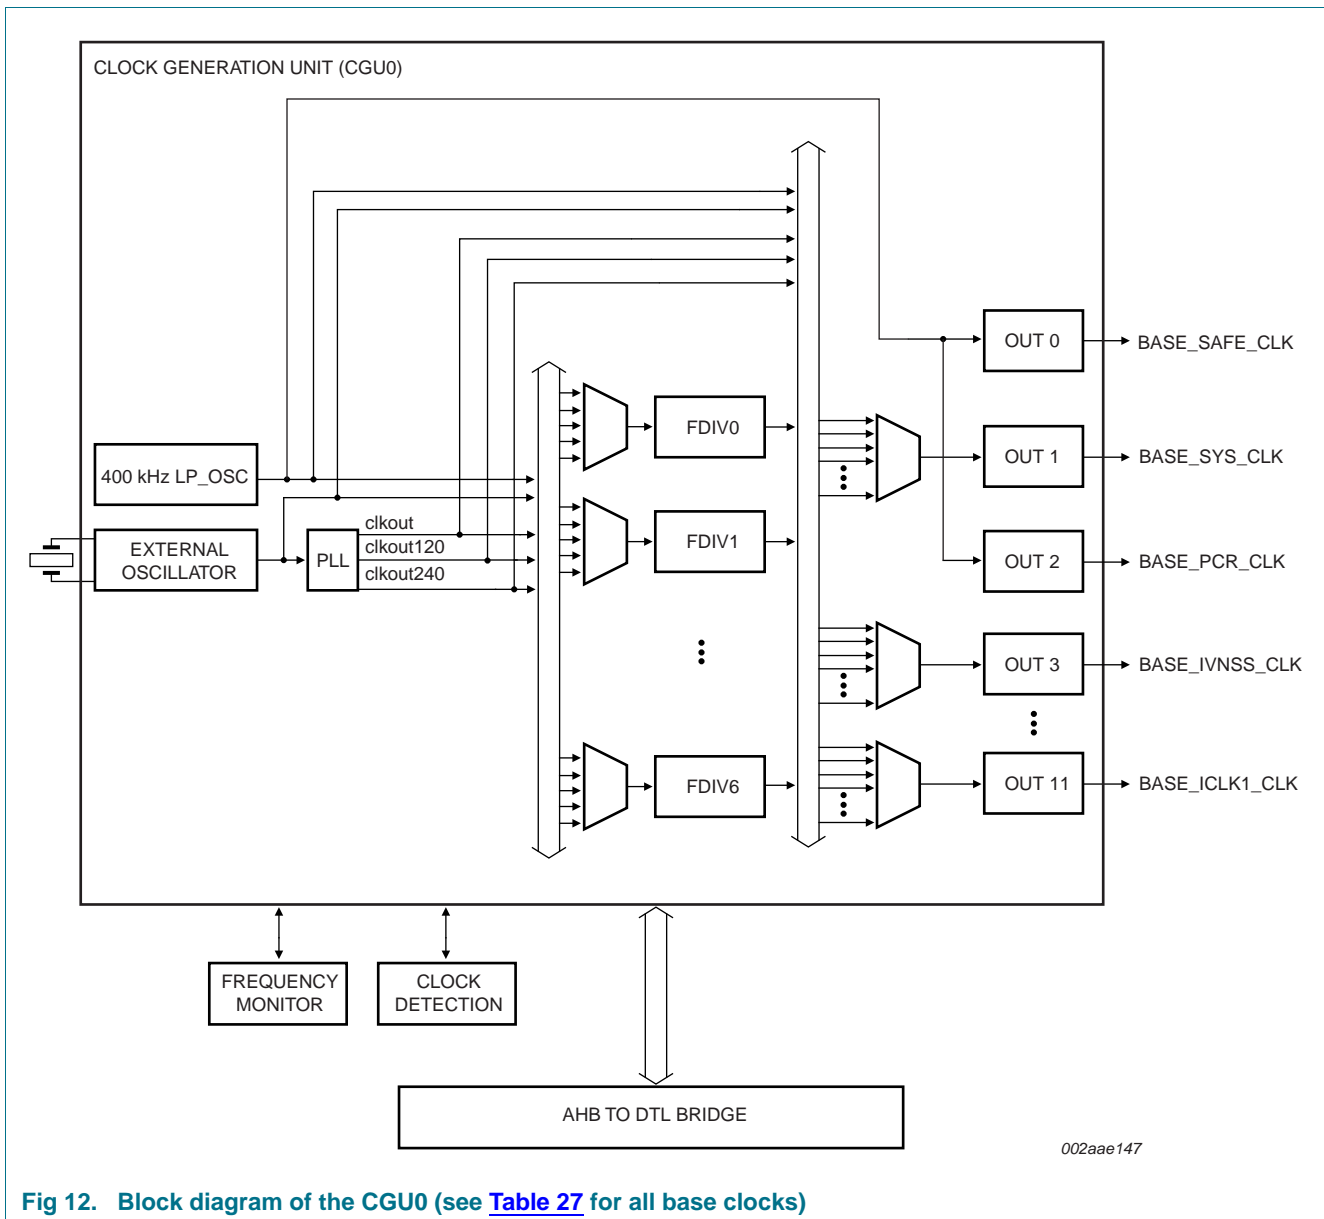 CLOCK GENERATION UNIT (CGU0)
400 kHz LP_OSC
EXTERNAL
OSCILLATOR
PLL
clkout
clkout120
clkout240
FDIV0
FDIV1
FDIV6
OUT 0
BASE_SAFE_CLK
OUT 1
BASE_SYS_CLK
OUT 2
BASE_PCR_CLK
OUT 3
BASE_IVNSS_CLK
OUT 11
BASE_ICLK1_CLK
FREQUENCY
MONITOR
CLOCK
DETECTION
AHB TO DTL BRIDGE
002aae147
Fig 12. Block diagram of the CGU0 (see Table 27 for all base clocks)